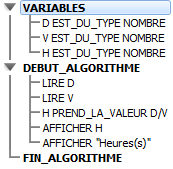 VARIABLES
D EST_DU_TYPE NOMBRE
V EST_DU_TYPE NOMBRE
H EST_DU_TYPE NOMBRE
DEBUT_ALGORITHME
LIRE D
LIRE V
H PREND_LA_VALEUR D/V
AFFICHER H
AFFICHER "Heures(s)"
FIN_ALGORITHME